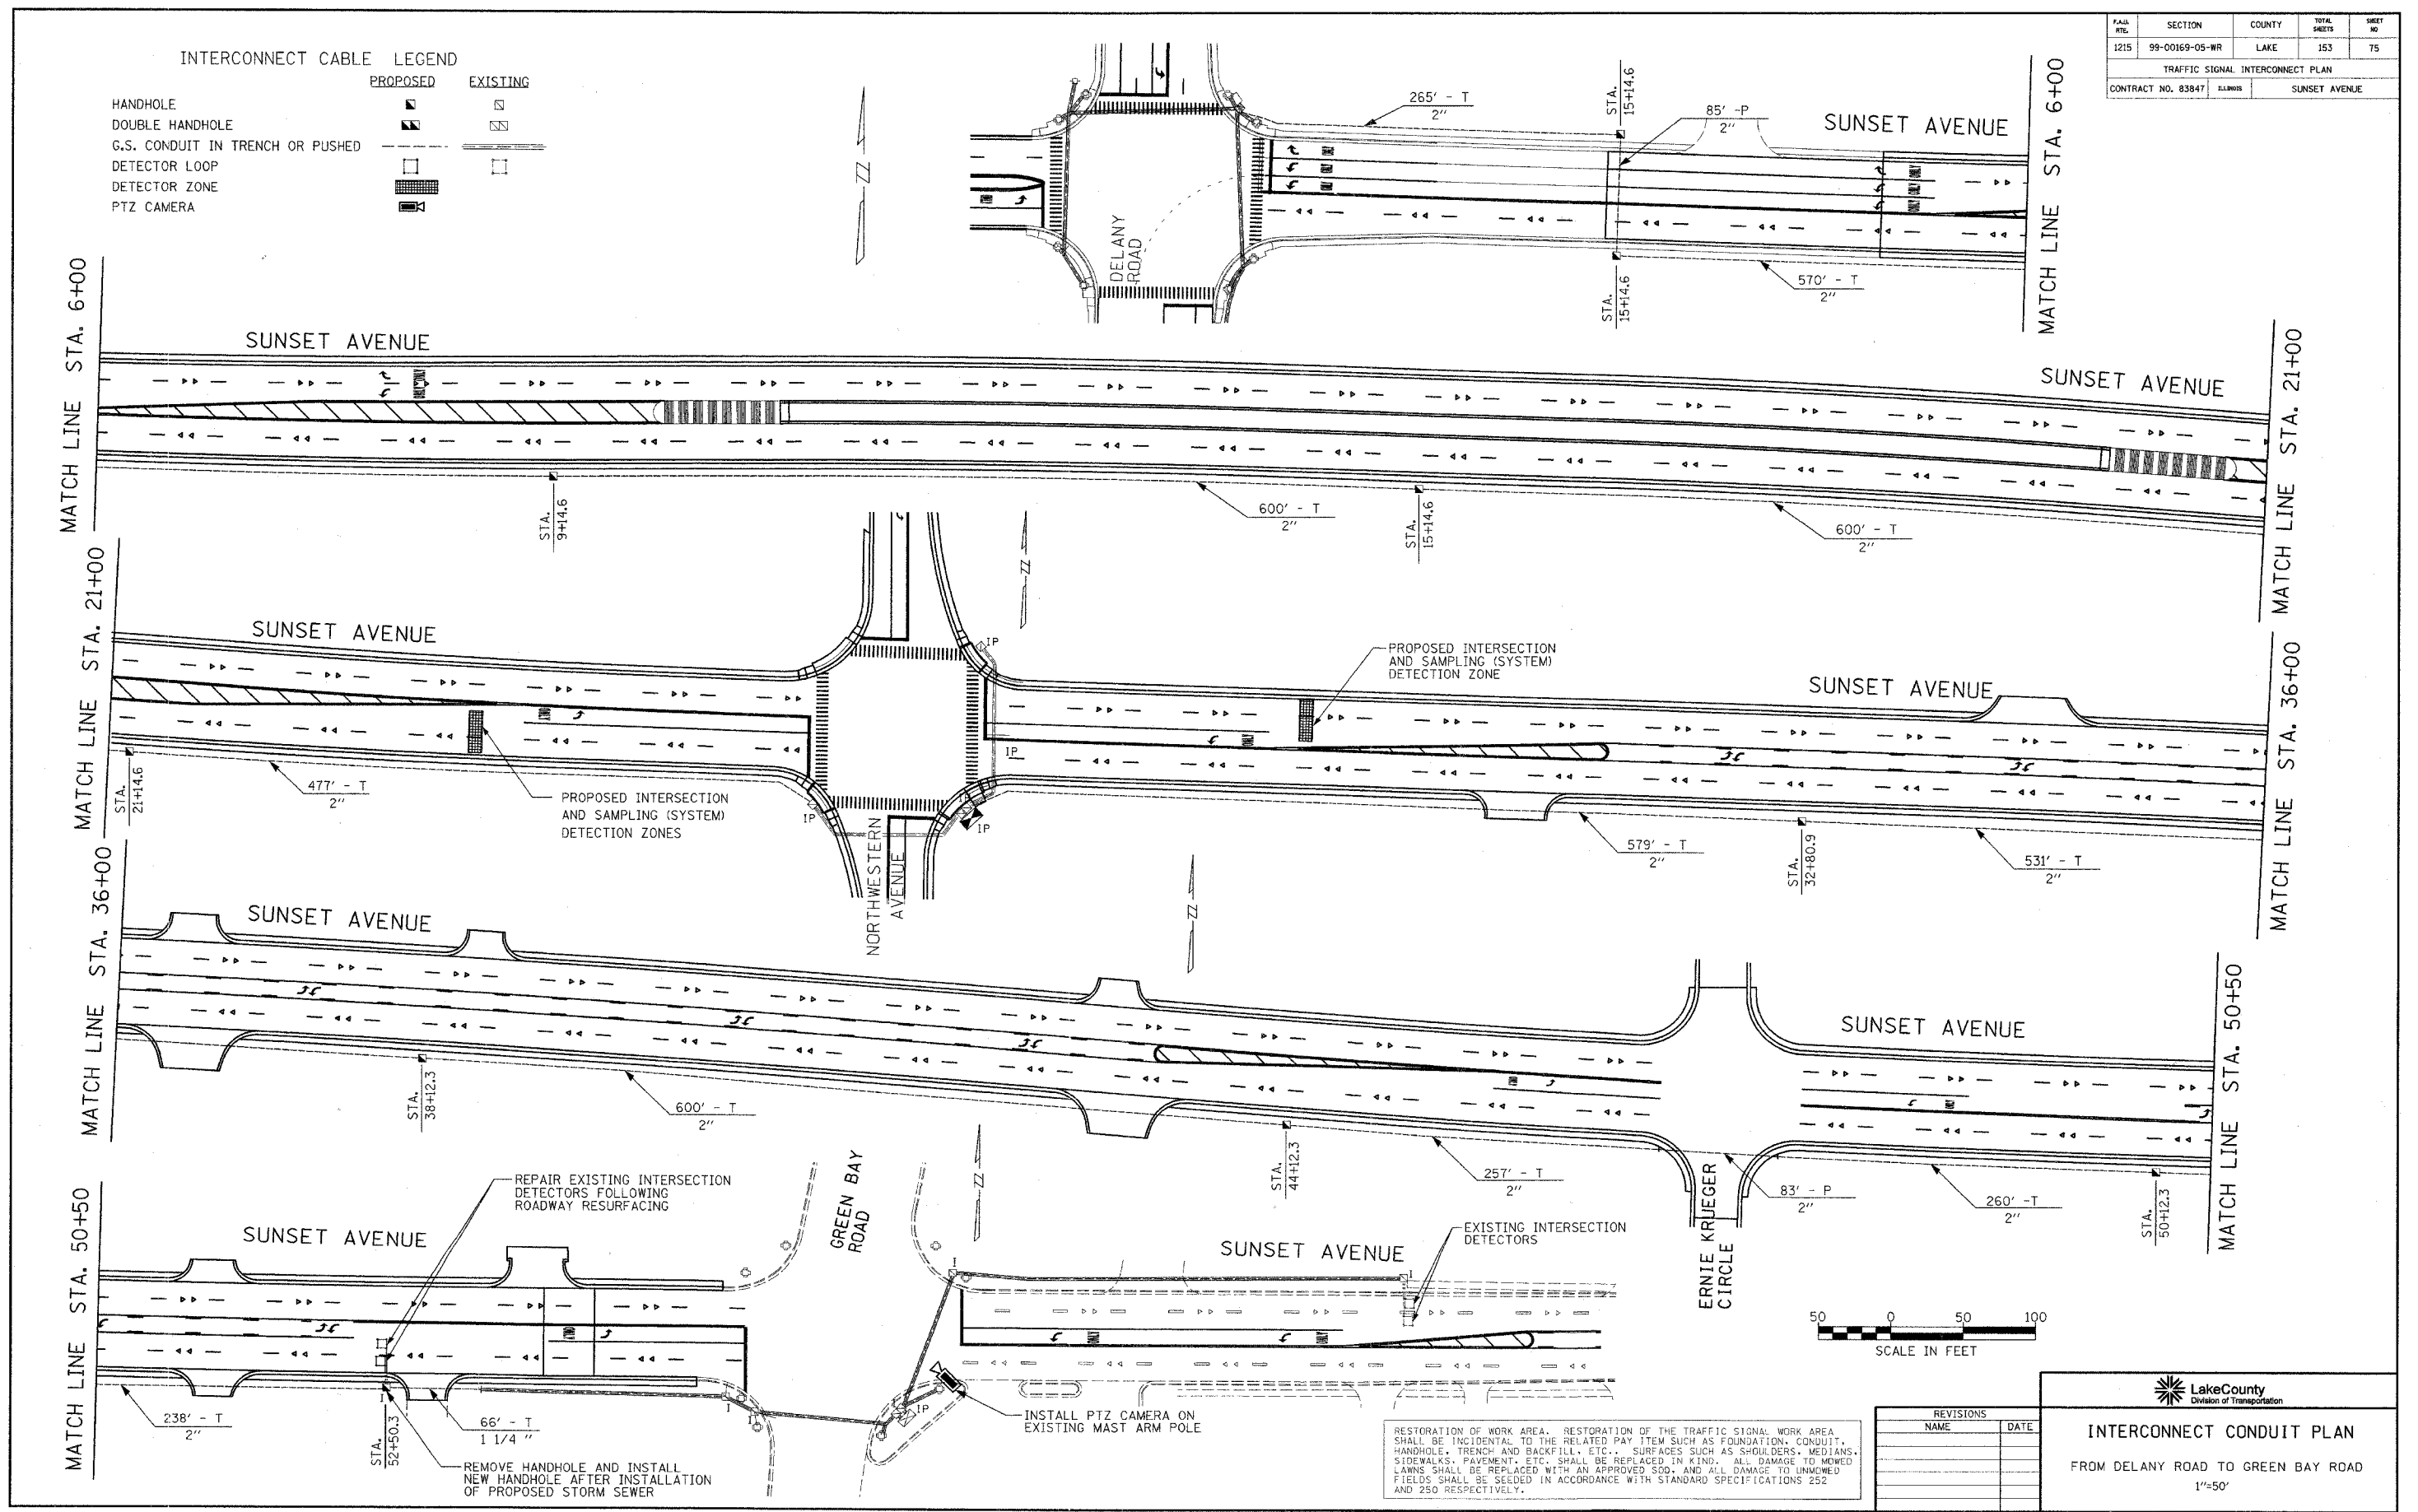 F.A.U. RTE. SECTION COUNTY TOTAL SHEETS SHEET NO
1215 99-00169-05-WR LAKE 153 75
TRAFFIC SIGNAL INTERCONNECT PLAN
CONTRACT NO. 83847 ILLINOIS SUNSET AVENUE
INTERCONNECT CABLE LEGEND
PROPOSED EXISTING
HANDHOLE
DOUBLE HANDHOLE
G.S. CONDUIT IN TRENCH OR PUSHED
DETECTOR LOOP
DETECTOR ZONE
PTZ CAMERA
265' - T
2"
STA.
15+14.6
85' -P
2"
SUNSET AVENUE
MATCH LINE STA. 6+00
DELANY
ROAD
STA.
15+14.6
570' - T
2"
ONLY
ONLY
ONLY
ONLY ONLY
MATCH LINE STA. 6+00
SUNSET AVENUE
STA.
9+14.6
600' - T
2"
STA.
15+14.6
600' - T
2"
SUNSET AVENUE
MATCH LINE STA. 21+00
MATCH LINE STA. 21+00
SUNSET AVENUE
STA.
21+14.6
477' - T
2"
ONLY
PROPOSED INTERSECTION
AND SAMPLING (SYSTEM)
DETECTION ZONES
IP
IP
IP
IP
IP
NORTHWESTERN
AVENUE
PROPOSED INTERSECTION
AND SAMPLING (SYSTEM)
DETECTION ZONE
ONLY
SUNSET AVENUE
579' - T
2"
STA.
32+80.9
531' - T
2"
MATCH LINE STA. 36+00
MATCH LINE STA. 36+00
SUNSET AVENUE
STA.
38+12.3
600' - T
2"
STA.
44+12.3
257' - T
2"
ERNIE KRUEGER
CIRCLE
83' - P
2"
260' -T
2"
STA.
50+12.3
SUNSET AVENUE
ONLY
MATCH LINE STA. 50+50
MATCH LINE STA. 50+50
SUNSET AVENUE
REPAIR EXISTING INTERSECTION
DETECTORS FOLLOWING
ROADWAY RESURFACING
238' - T
2"
STA.
52+50.3
I
66' - T
1 1/4 "
REMOVE HANDHOLE AND INSTALL
NEW HANDHOLE AFTER INSTALLATION
OF PROPOSED STORM SEWER
ONLY
I
I
GREEN BAY
ROAD
I
IP
INSTALL PTZ CAMERA ON
EXISTING MAST ARM POLE
SUNSET AVENUE
EXISTING INTERSECTION
DETECTORS
I
ONLY
ONLY
50 0 50 100
SCALE IN FEET
RESTORATION OF WORK AREA. RESTORATION OF THE TRAFFIC SIGNAL WORK AREA
SHALL BE INCIDENTAL TO THE RELATED PAY ITEM SUCH AS FOUNDATION, CONDUIT,
HANDHOLE, TRENCH AND BACKFILL, ETC.. SURFACES SUCH AS SHOULDERS, MEDIANS,
SIDEWALKS, PAVEMENT, ETC. SHALL BE REPLACED IN KIND. ALL DAMAGE TO MOWED
LAWNS SHALL BE REPLACED WITH AN APPROVED SOD, AND ALL DAMAGE TO UNMOWED
FIELDS SHALL BE SEEDED IN ACCORDANCE WITH STANDARD SPECIFICATIONS 252
AND 250 RESPECTIVELY.
REVISIONS
NAME DATE
LakeCounty
Division of Transportation
INTERCONNECT CONDUIT PLAN
FROM DELANY ROAD TO GREEN BAY ROAD
1"=50'